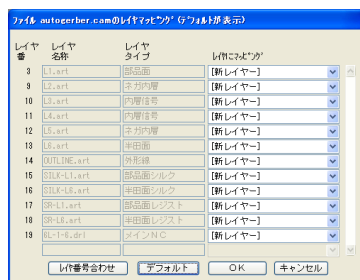 ファイル autogerber.camのレイヤマッピング(デフォルトが表示)
レイヤ番 レイヤ名称 レイヤタイプ レイヤにマッピング
8 L1.art 部品面 [新レイヤー]
9 L2.art ネガ内層 [新レイヤー]
10 L3.art 内層信号 [新レイヤー]
11 L4.art 内層信号 [新レイヤー]
12 L5.art ネガ内層 [新レイヤー]
13 L6.art 半田面 [新レイヤー]
14 OUTLINE.art 外形線 [新レイヤー]
15 SILK-L1.art 部品面シルク [新レイヤー]
16 SILK-L6.art 半田面シルク [新レイヤー]
17 SR-L1.art 部品面レジスト [新レイヤー]
18 SR-L6.art 半田面レジスト [新レイヤー]
19 6L-1-6.drl メインNC [新レイヤー]
レイヤ番号合わせ デフォルト OK キャンセル